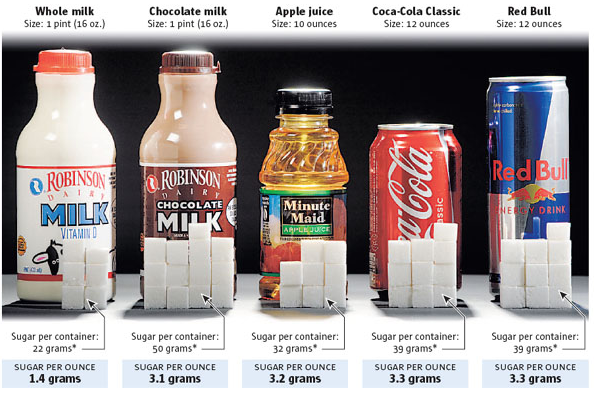 Whole milk
Size: 1 pint (16 oz.)
Chocolate milk
Size: 1 pint (16 oz.)
Apple juice
Size: 10 ounces
Coca-Cola Classic
Size: 12 ounces
Red Bull
Size: 12 ounces
ROBINSON
DAIRY
MILK
VITAMIN D
ROBINSON
DAIRY
CHOCOLATE
MILK
Minute
Maid
APPLE JUICE
Coca-Cola
classic
Red Bull
ENERGY DRINK
Sugar per container:
22 grams*
Sugar per container:
50 grams*
Sugar per container:
32 grams*
Sugar per container:
39 grams*
Sugar per container:
39 grams*
SUGAR PER OUNCE
1.4 grams
SUGAR PER OUNCE
3.1 grams
SUGAR PER OUNCE
3.2 grams
SUGAR PER OUNCE
3.3 grams
SUGAR PER OUNCE
3.3 grams